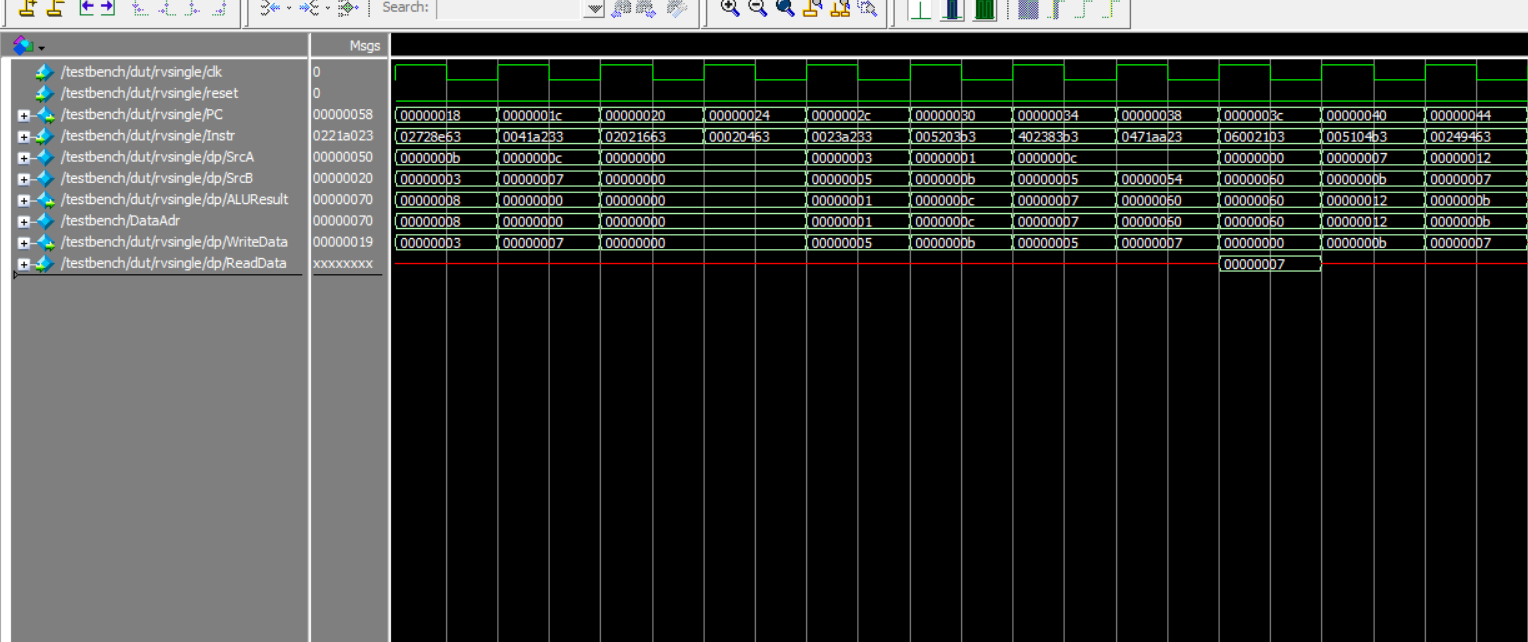 Search:
Msgs
/testbench/dut/rvsingle/clk 0
/testbench/dut/rvsingle/reset 0
/testbench/dut/rvsingle/PC 00000058 00000018 0000001c 00000020 00000024 0000002c 00000030 00000034 00000038 0000003c 00000040 00000044
/testbench/dut/rvsingle/Instr 0221a023 02728e63 0041a233 02021663 00020463 0023a233 005203b3 402383b3 0471aa23 06002103 005104b3 00249463
/testbench/dut/rvsingle/dp/SrcA 00000050 0000000b 0000000c 00000000 00000003 00000001 0000000c 00000000 00000007 00000012
/testbench/dut/rvsingle/dp/SrcB 00000020 00000003 00000007 00000000 00000005 0000000b 00000005 00000054 00000060 0000000b 00000007
/testbench/dut/rvsingle/dp/ALUResult 00000070 00000008 00000000 00000000 00000001 0000000c 00000007 00000060 00000060 00000012 0000000b
/testbench/DataAdr 00000070 00000008 00000000 00000000 00000001 0000000c 00000007 00000060 00000060 00000012 0000000b
/testbench/dut/rvsingle/dp/WriteData 00000019 00000003 00000007 00000000 00000005 0000000b 00000005 00000007 00000000 0000000b 00000007
/testbench/dut/rvsingle/dp/ReadData xxxxxxxx 00000007